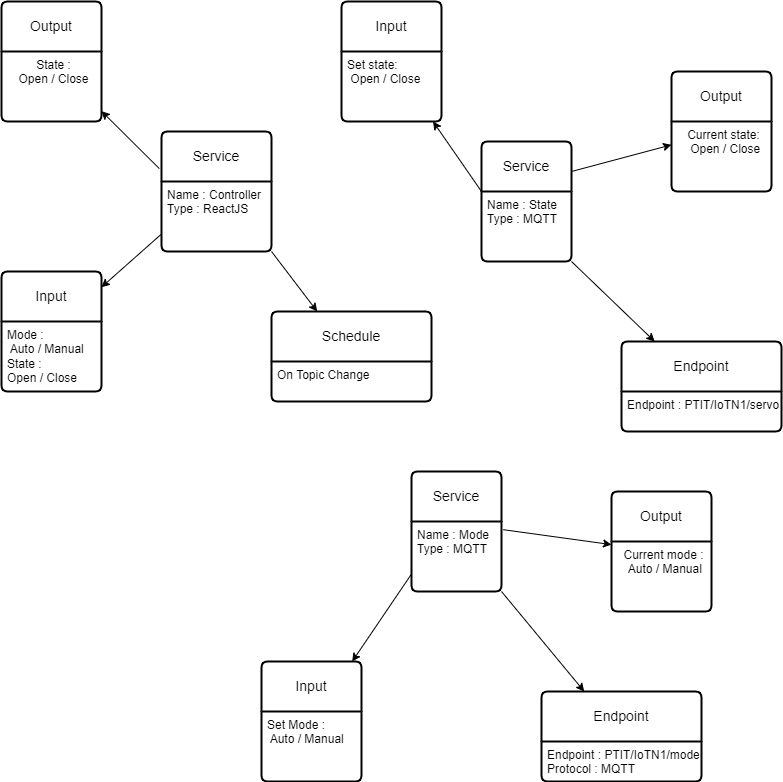 Output
State :
Open / Close
Service
Name : Controller
Type : ReactJS
Input
Mode :
Auto / Manual
State :
Open / Close
Schedule
On Topic Change
Input
Set state:
Open / Close
Service
Name : State
Type : MQTT
Output
Current state:
Open / Close
Endpoint
Endpoint : PTIT/IoTN1/servo
Service
Name : Mode
Type : MQTT
Output
Current mode :
Auto / Manual
Input
Set Mode :
Auto / Manual
Endpoint
Endpoint : PTIT/IoTN1/mode
Protocol : MQTT